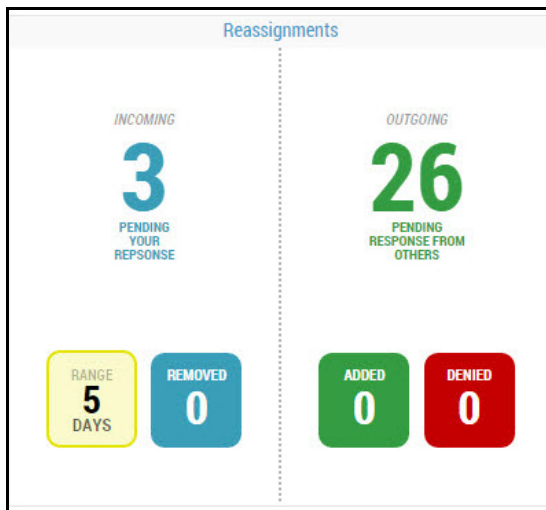 Reassignments
INCOMING
3
PENDING
YOUR
REPSONSE
OUTGOING
26
PENDING
RESPONSE FROM
OTHERS
RANGE
5
DAYS
REMOVED
0
ADDED
0
DENIED
0